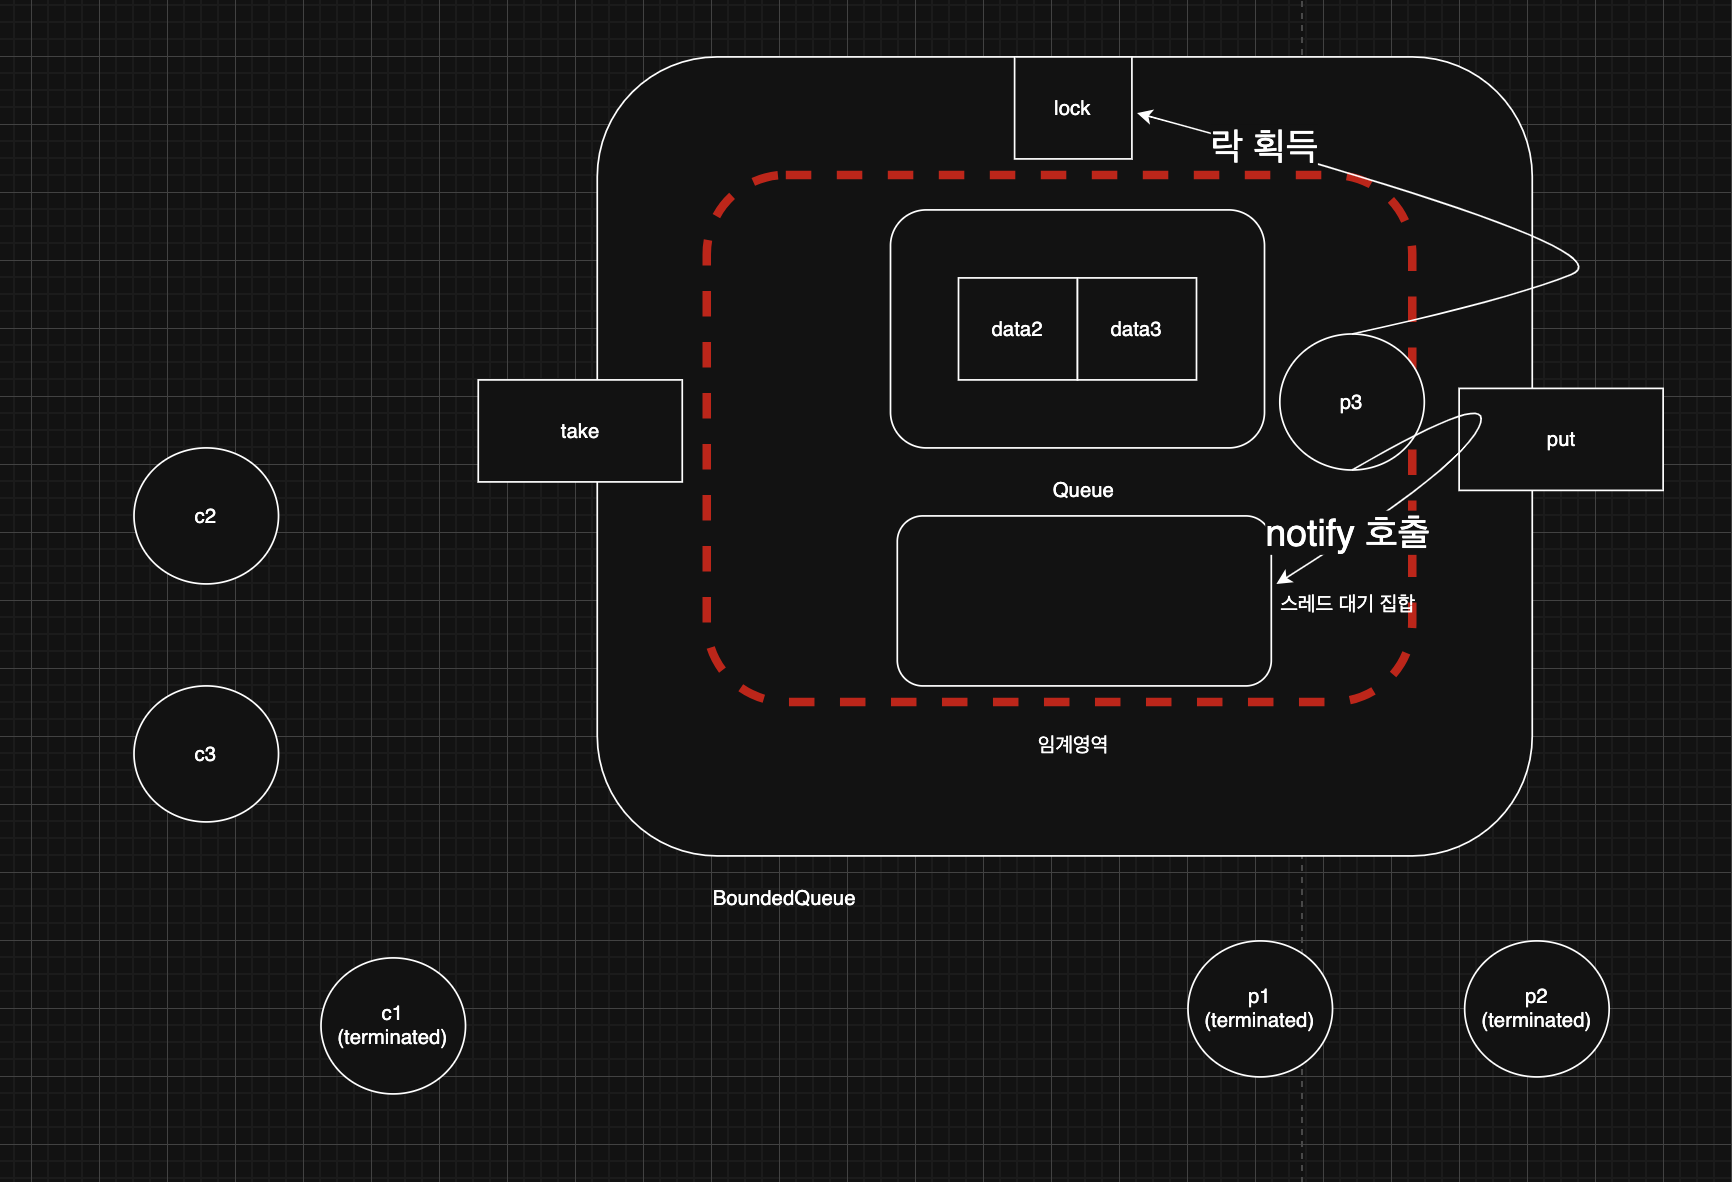 lock
락 획득
data2
data3
p3
take
put
c2
Queue
notify 호출
스레드 대기 집합
임계영역
c3
BoundedQueue
c1
(terminated)
p1
(terminated)
p2
(terminated)